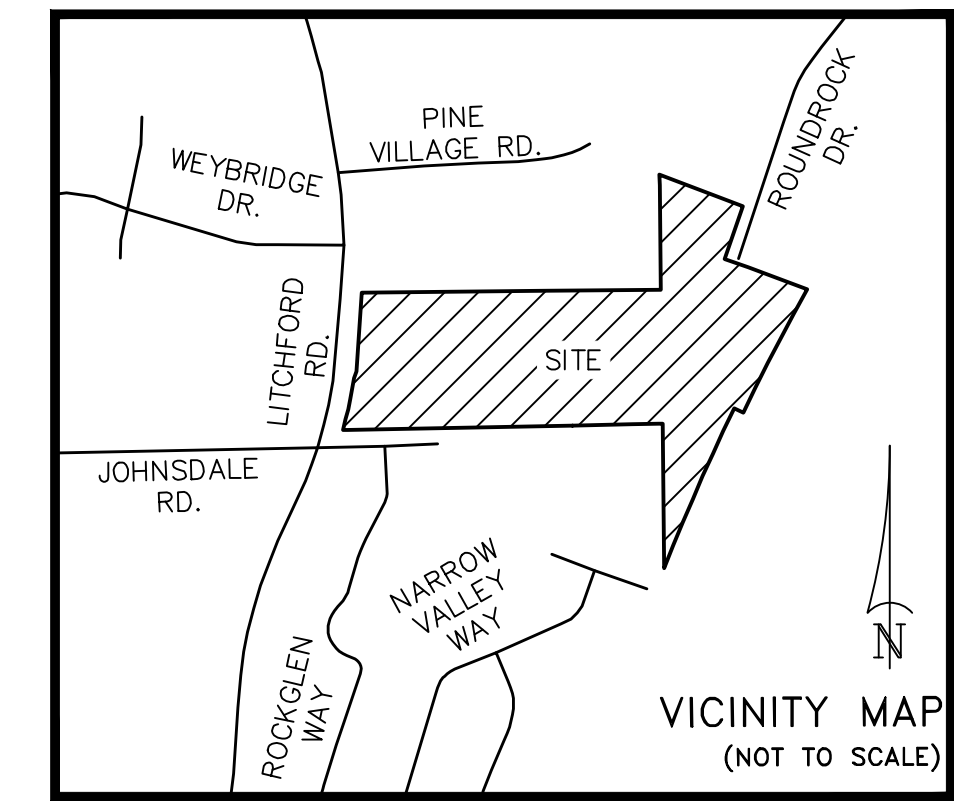 PINE
VILLAGE RD.
ROUNDROCK
DR.
WEYBRIDGE
DR.
LITCHFORD
RD.
SITE
JOHNSDALE
RD.
NARROW
VALLEY
WAY
ROCKGLEN
WAY
N
VICINITY MAP
(NOT TO SCALE)